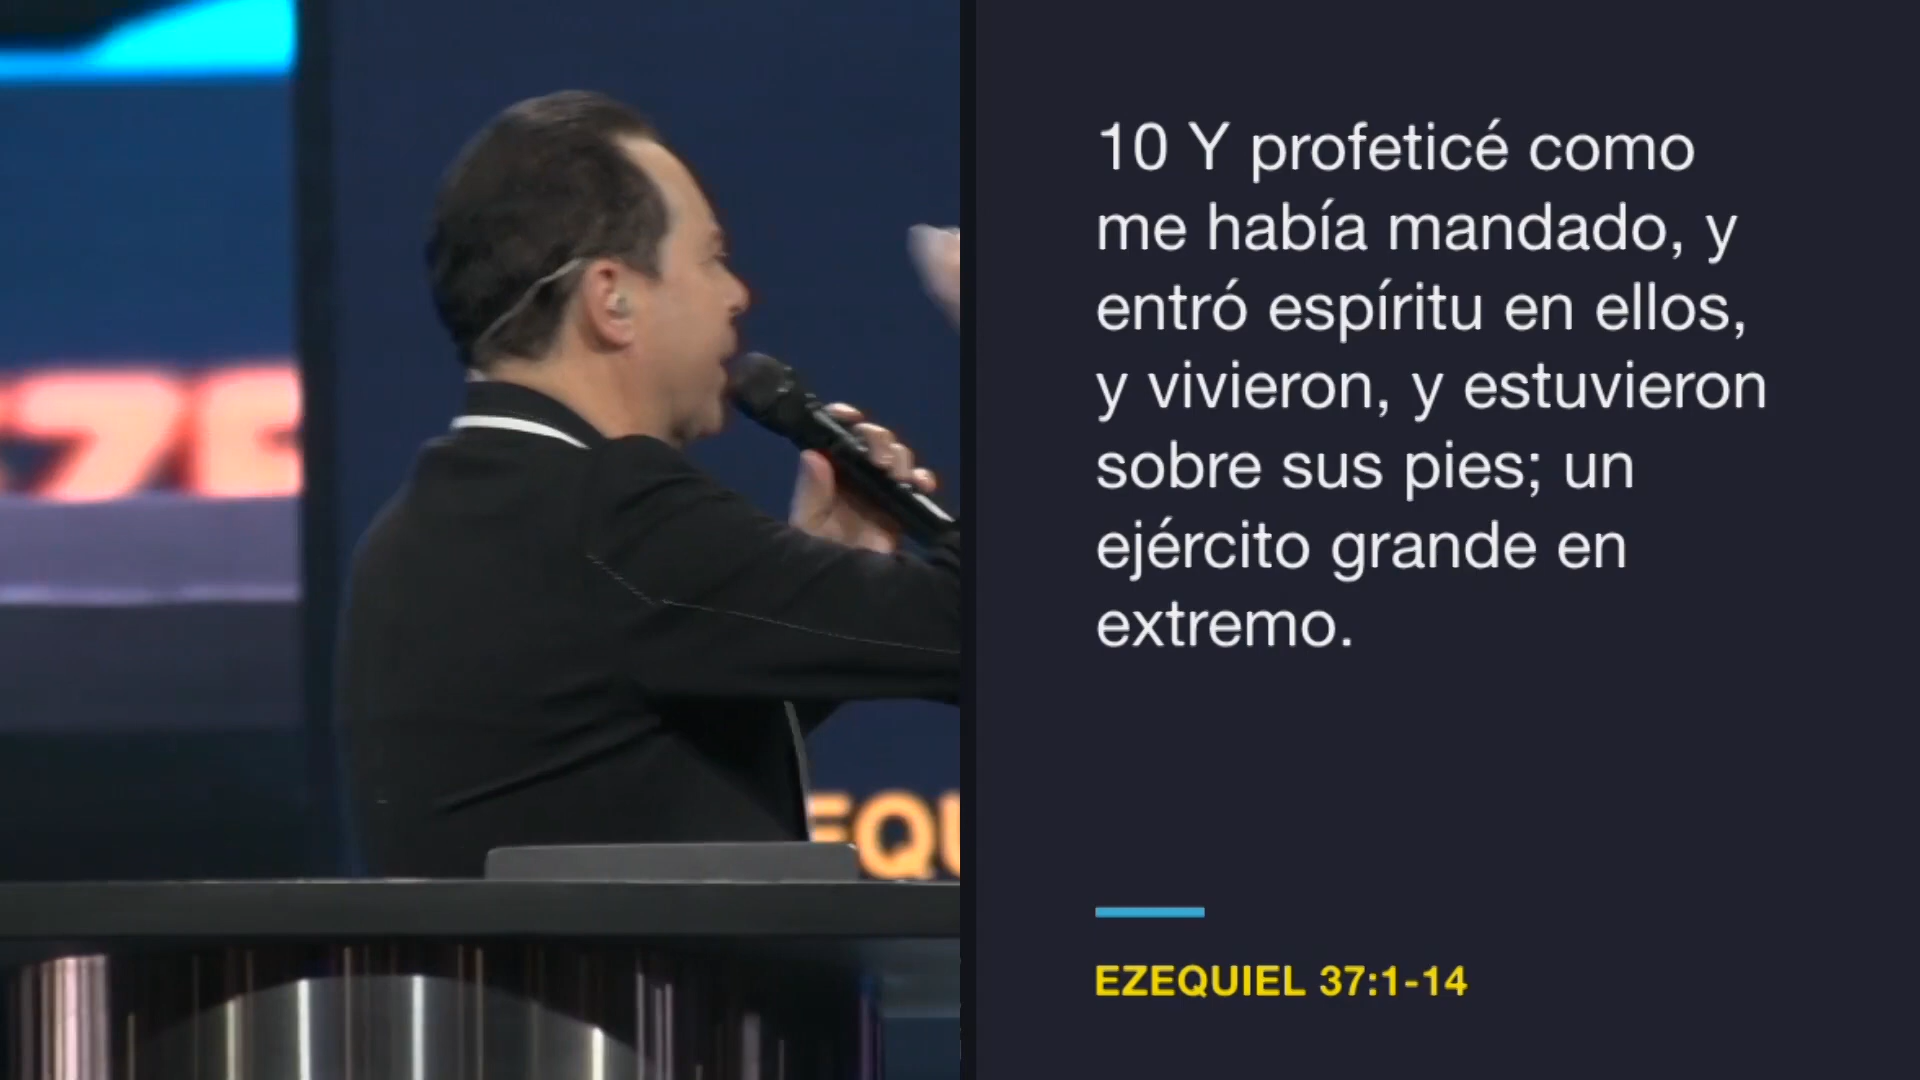 10 Y profeticé como
me había mandado, y
entró espíritu en ellos,
y vivieron, y estuvieron
sobre sus pies; un
ejército grande en
extremo.
EZEQUIEL 37:1-14